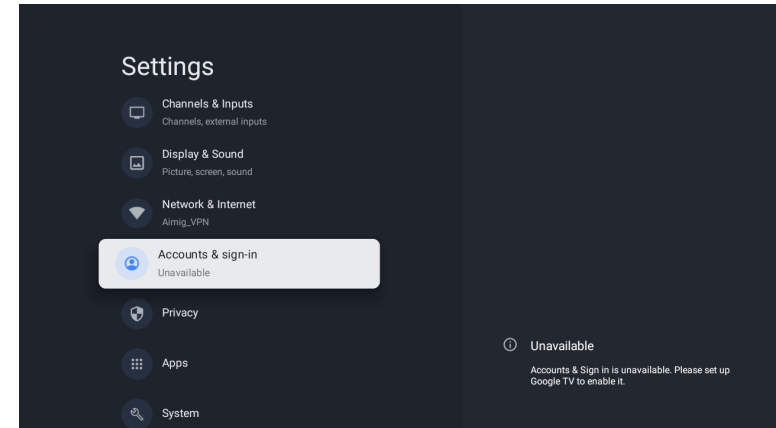 Settings
Channels & Inputs
Channels, external inputs
Display & Sound
Picture, screen, sound
Network & Internet
Aimig_VPN
Accounts & sign-in
Unavailable
Privacy
Apps
System
Unavailable
Accounts & Sign in is unavailable. Please set up
Google TV to enable it.